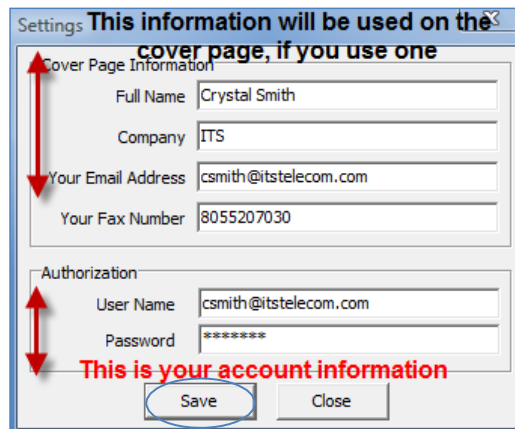 Settings This information will be used on the
cover page, if you use one
Cover Page Information
Full Name Crystal Smith
Company ITS
Your Email Address csmith@itstelecom.com
Your Fax Number 8055207030
Authorization
User Name csmith@itstelecom.com
Password *******
This is your account information
Save Close